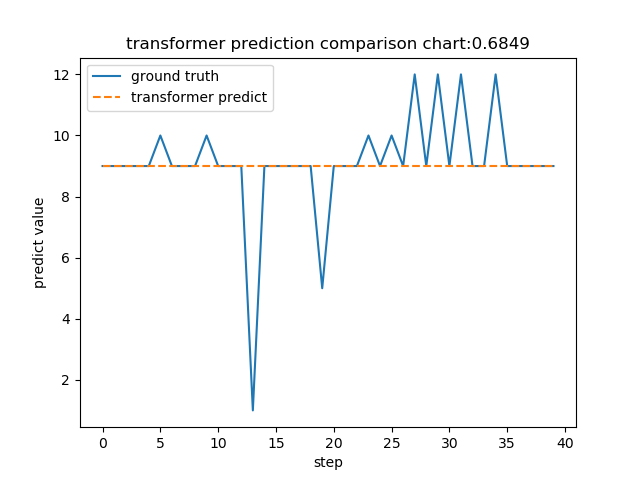 transformer prediction comparison chart:0.6849
ground truth
transformer predict
12
10
8
6
4
2
predict value
0 5 10 15 20 25 30 35 40
step